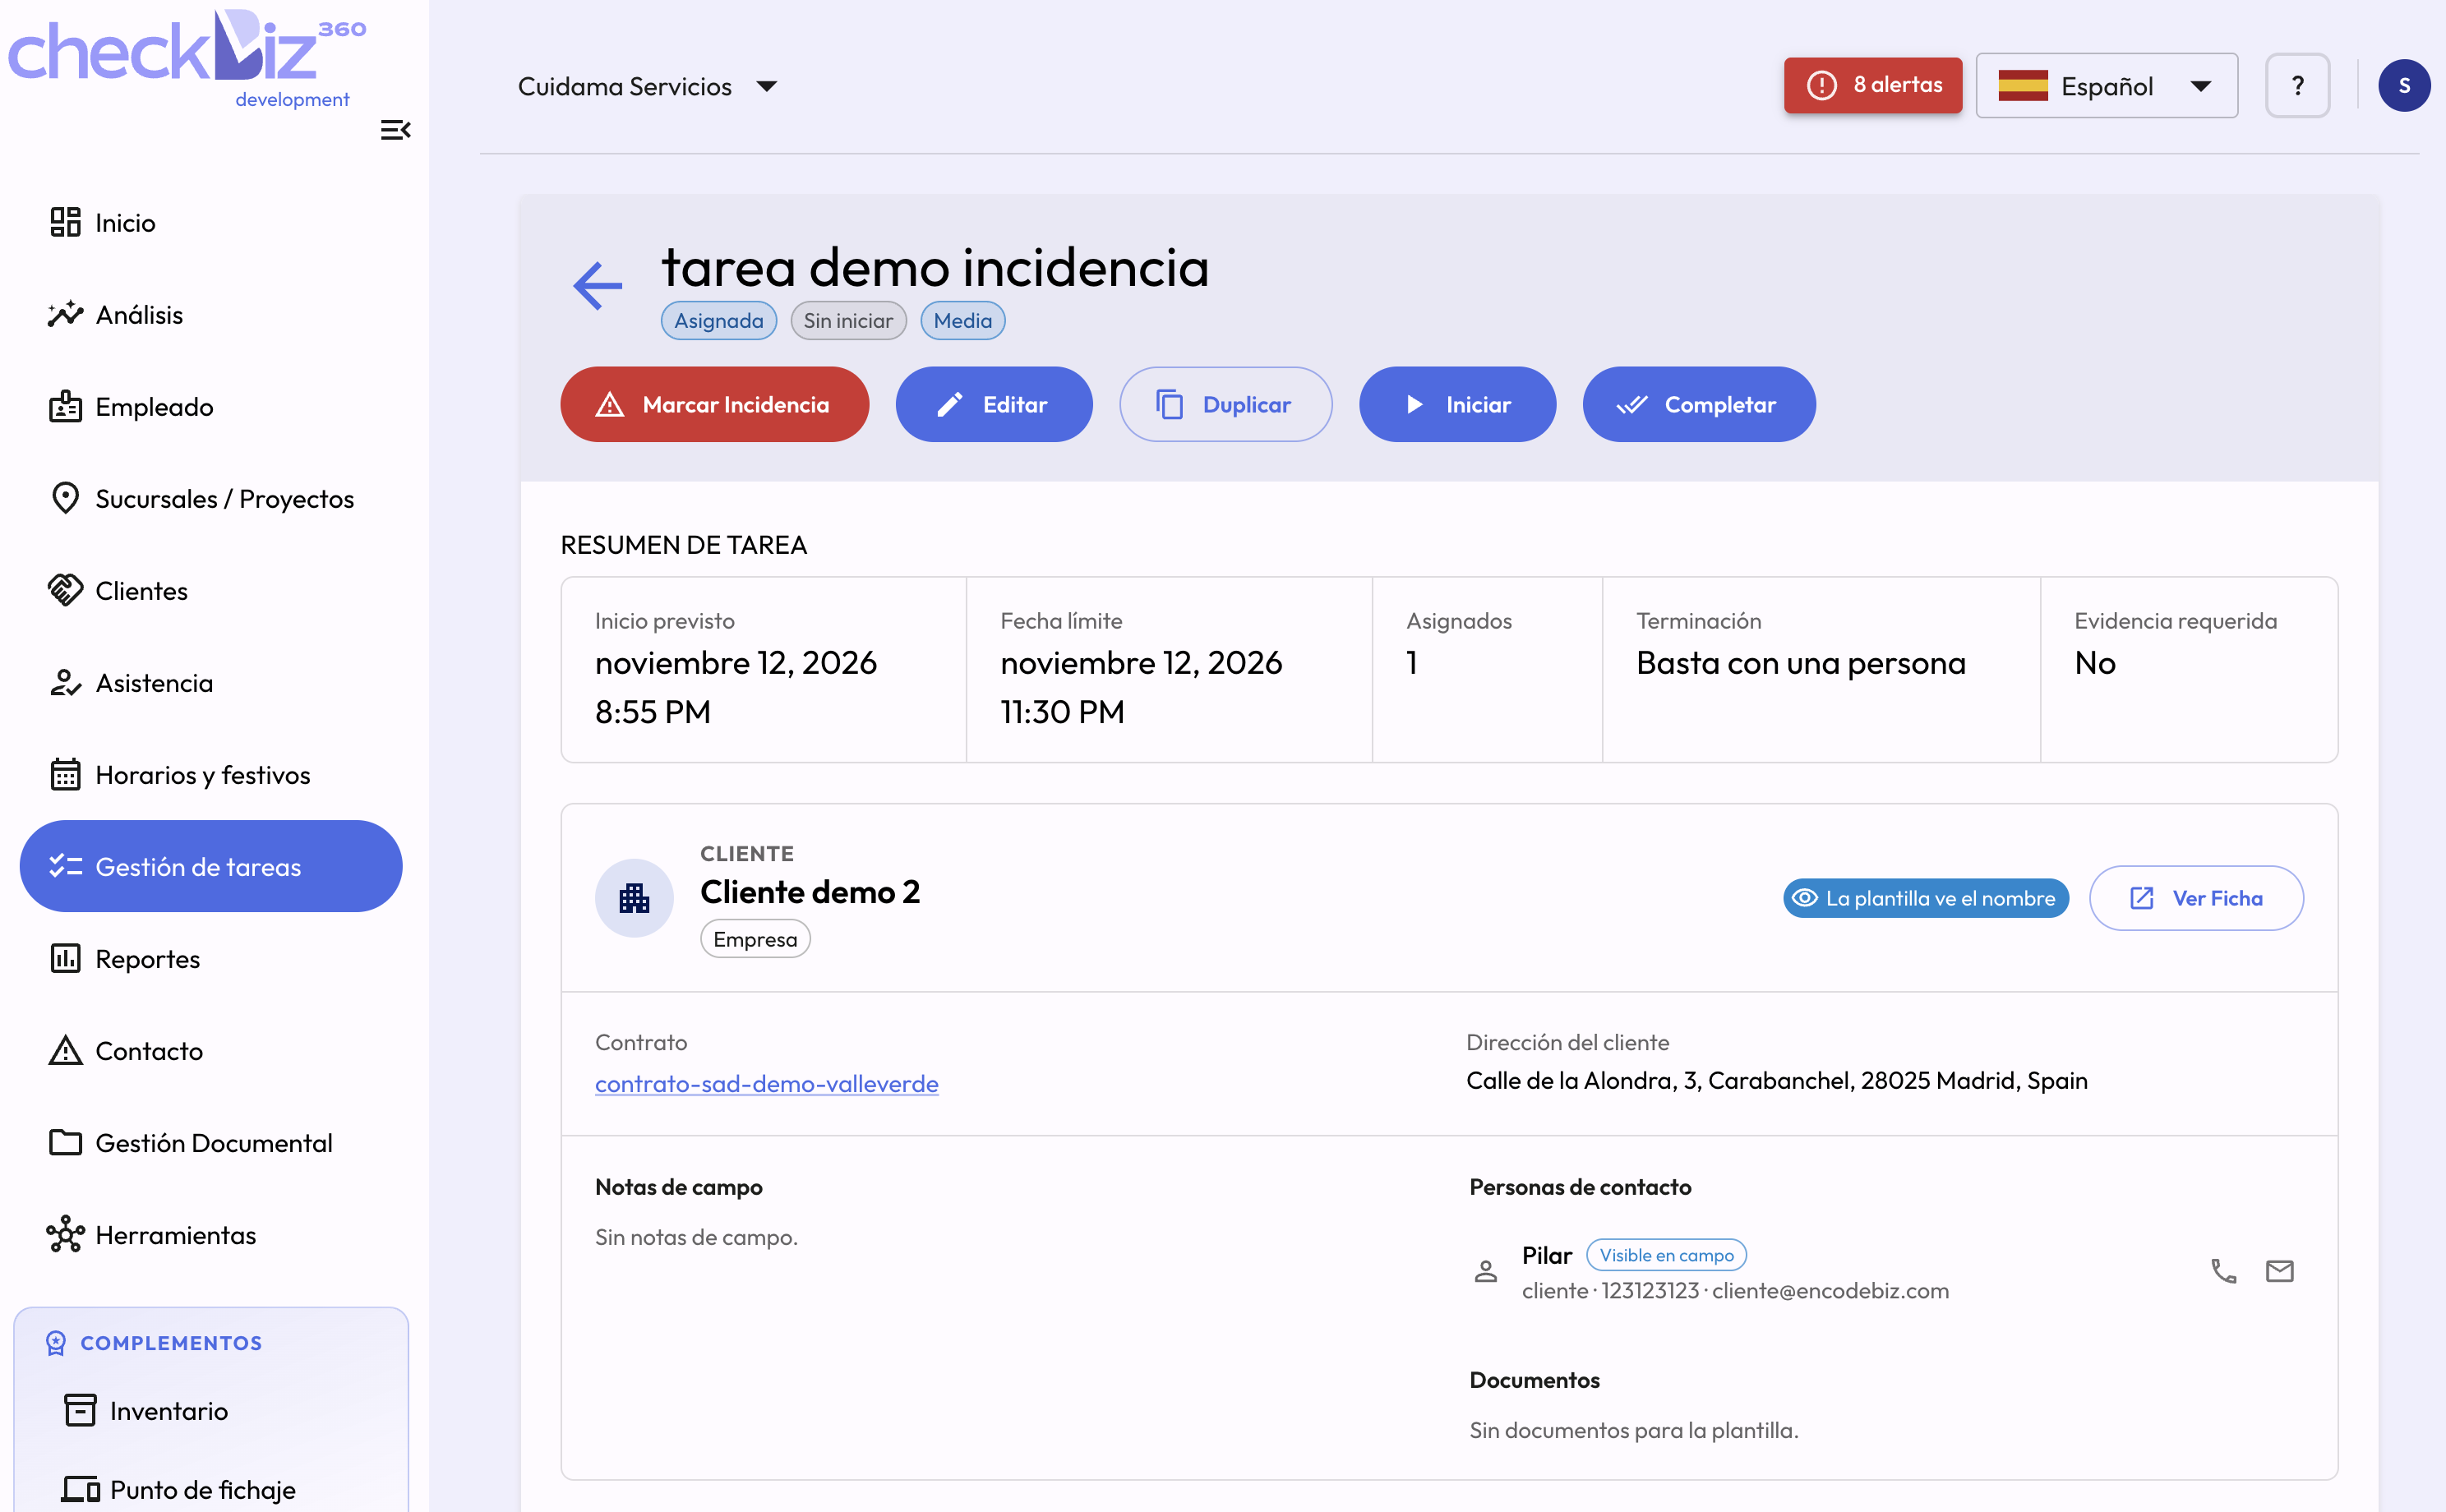 checkbiz 360
development
Cuidama Servicios
8 alertas
Español
?
S
Inicio
Análisis
Empleado
Sucursales / Proyectos
Clientes
Asistencia
Horarios y festivos
Gestión de tareas
Reportes
Contacto
Gestión Documental
Herramientas
COMPLEMENTOS
Inventario
Punto de fichaje
tarea demo incidencia
Asignada
Sin iniciar
Media
Marcar Incidencia
Editar
Duplicar
Iniciar
Completar
RESUMEN DE TAREA
Inicio previsto
noviembre 12, 2026
8:55 PM
Fecha límite
noviembre 12, 2026
11:30 PM
Asignados
1
Terminación
Basta con una persona
Evidencia requerida
No
CLIENTE
Cliente demo 2
Empresa
La plantilla ve el nombre
Ver Ficha
Contrato
contrato-sad-demo-valleverde
Dirección del cliente
Calle de la Alondra, 3, Carabanchel, 28025 Madrid, Spain
Notas de campo
Sin notas de campo.
Personas de contacto
Pilar
Visible en campo
cliente · 123123123 · cliente@encodebiz.com
Documentos
Sin documentos para la plantilla.